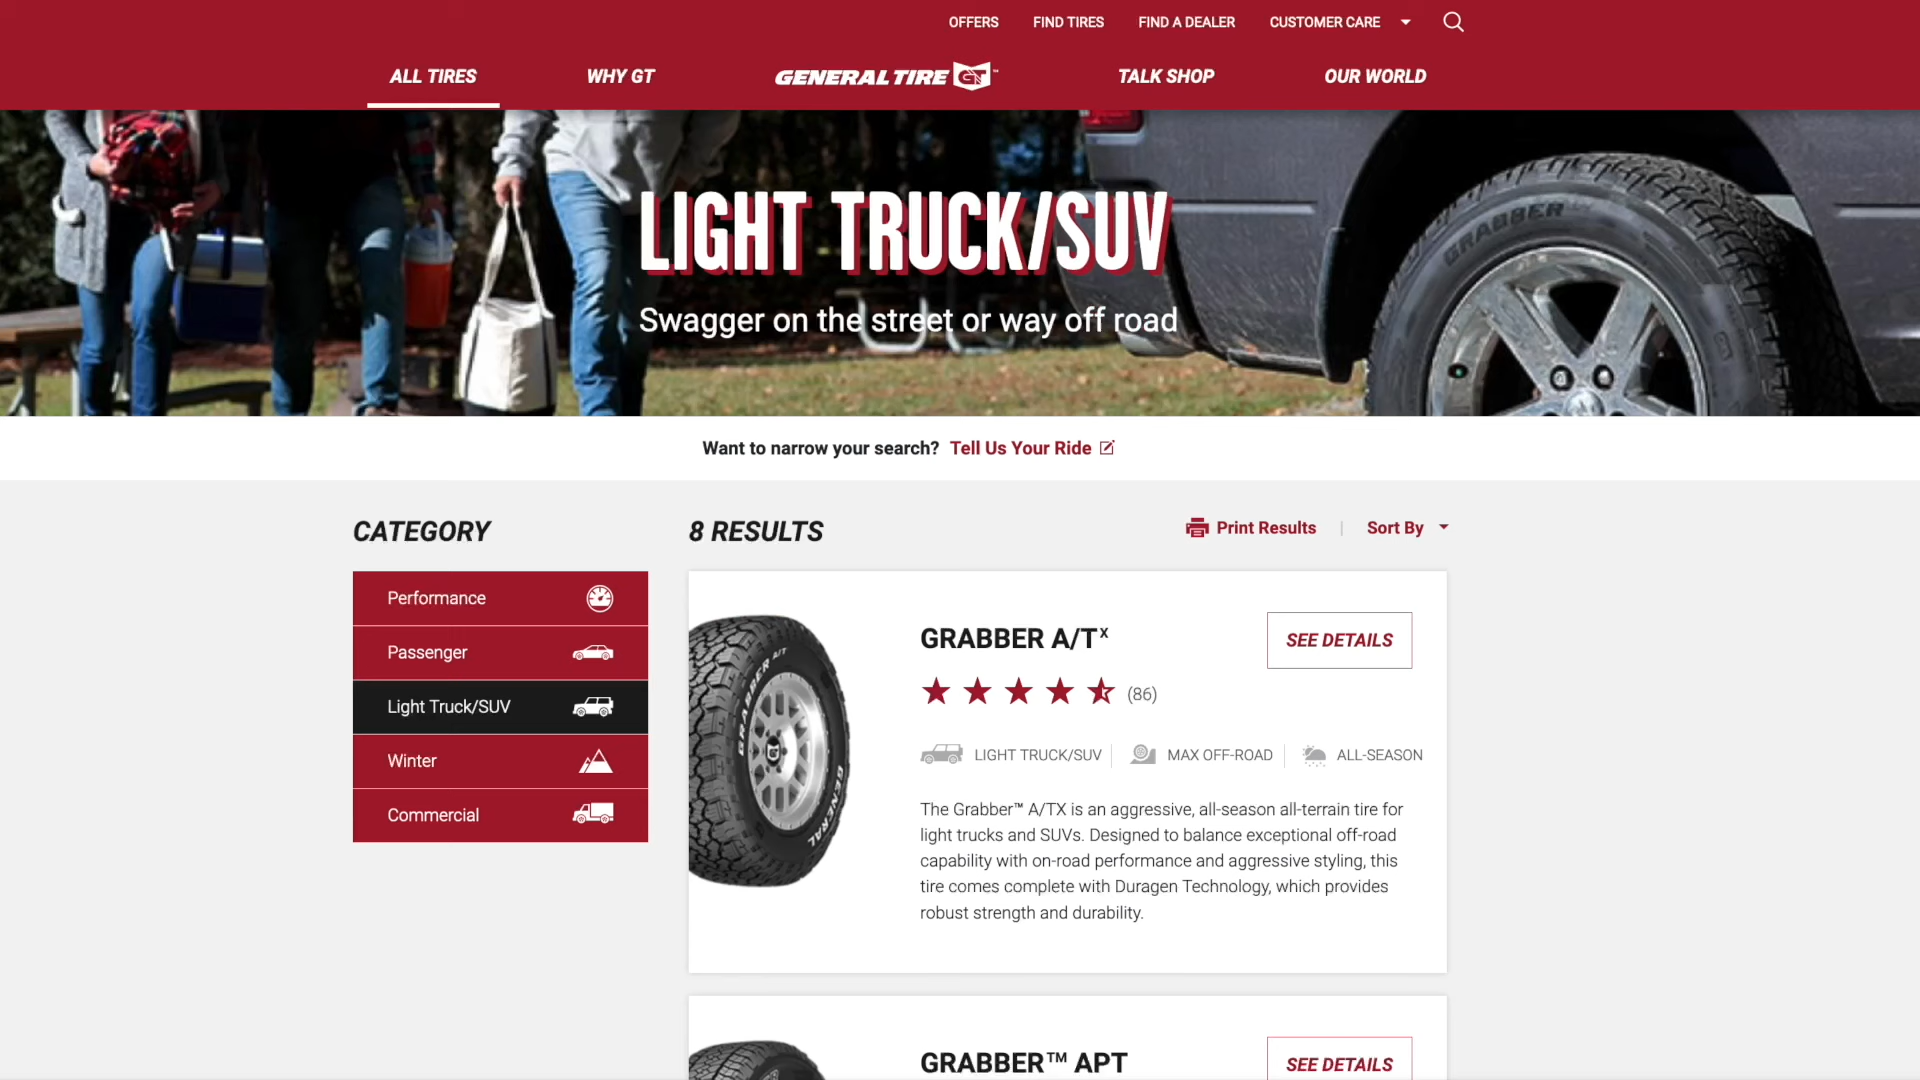 OFFERS FIND TIRES FIND A DEALER CUSTOMER CARE
ALL TIRES WHY GT GENERAL TIRE GT™ TALK SHOP OUR WORLD
LIGHT TRUCK/SUV
Swagger on the street or way off road
GRABBER
Want to narrow your search? Tell Us Your Ride
CATEGORY
Performance
Passenger
Light Truck/SUV
Winter
Commercial
8 RESULTS
Print Results | Sort By
GRABBER A/T
GENERAL
GRABBER A/Tˣ
SEE DETAILS
(86)
LIGHT TRUCK/SUV MAX OFF-ROAD ALL-SEASON
The Grabber™ A/TX is an aggressive, all-season all-terrain tire for
light trucks and SUVs. Designed to balance exceptional off-road
capability with on-road performance and aggressive styling, this
tire comes complete with Duragen Technology, which provides
robust strength and durability.
GRABBER™ APT
SEE DETAILS